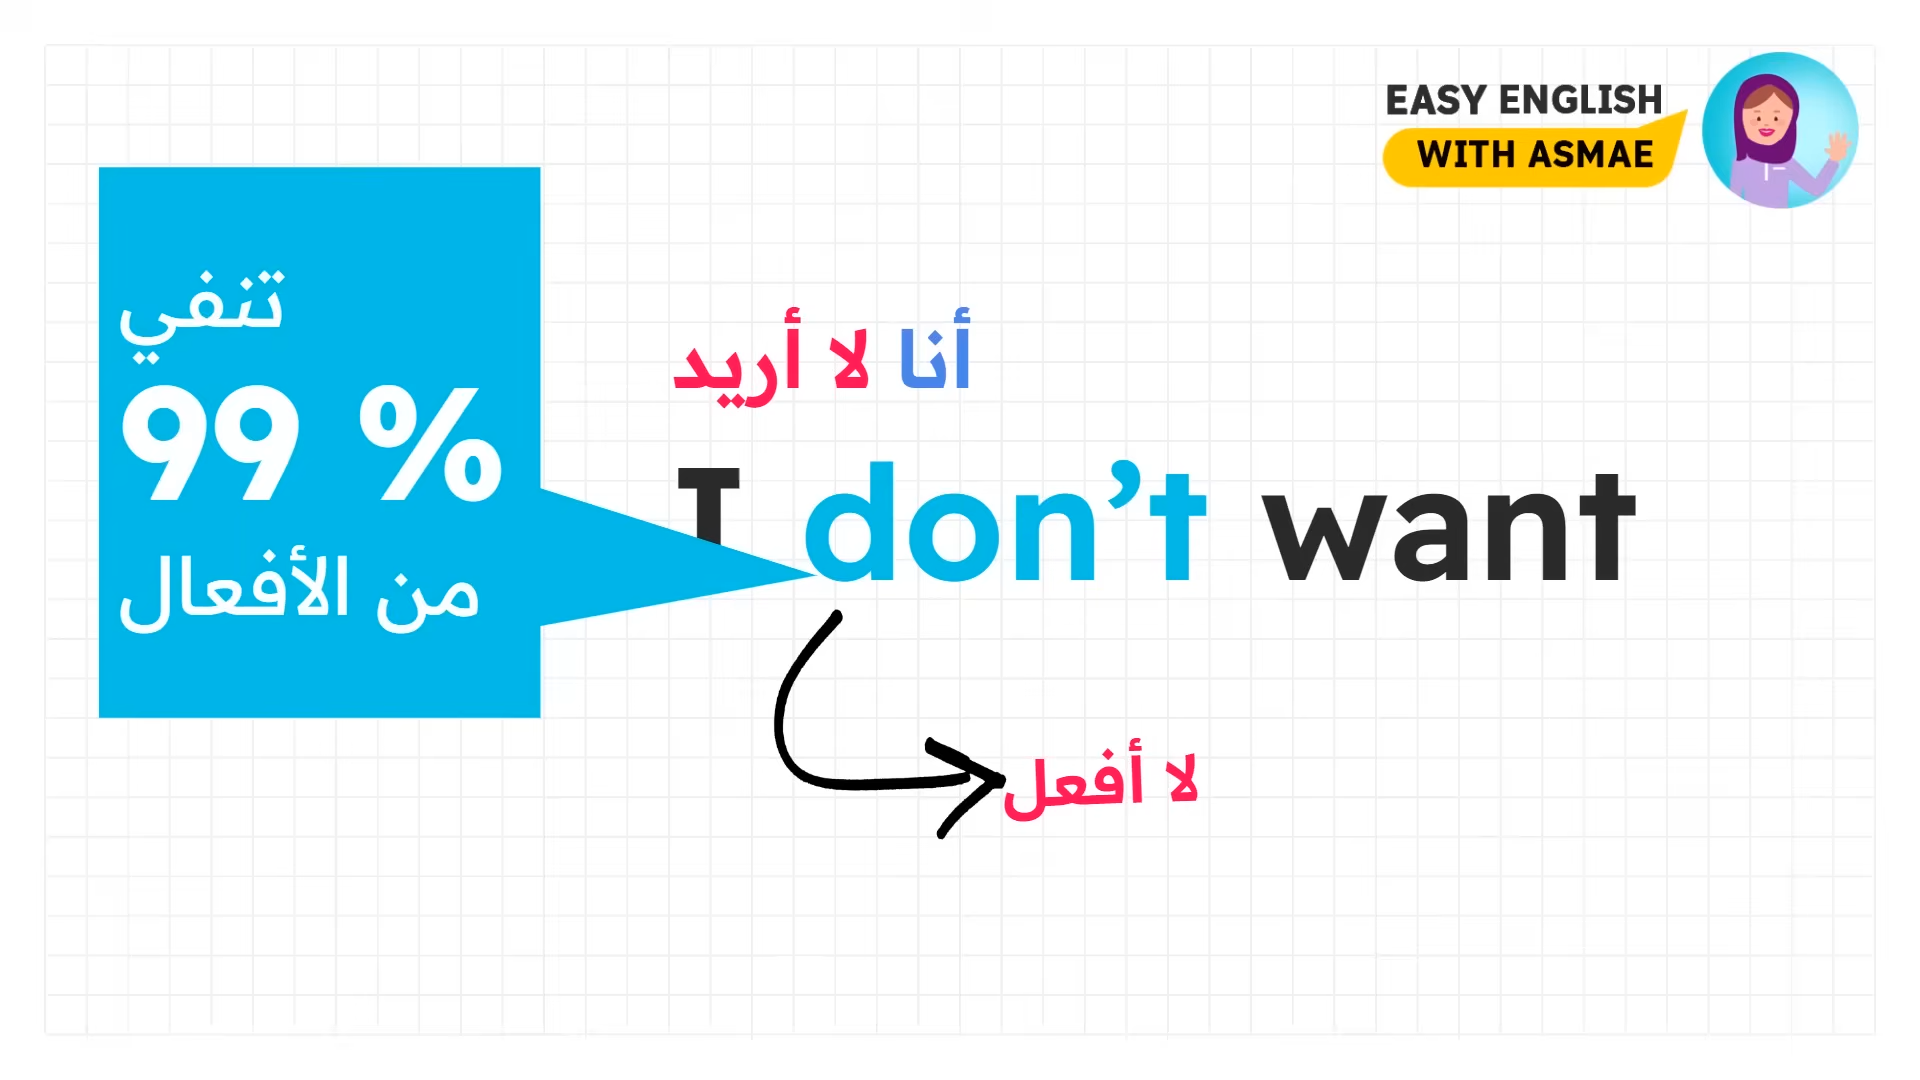 EASY ENGLISH
WITH ASMAE
تنفي
99 %
من الأفعال
أنا لا أريد
I don’t want
لا أفعل